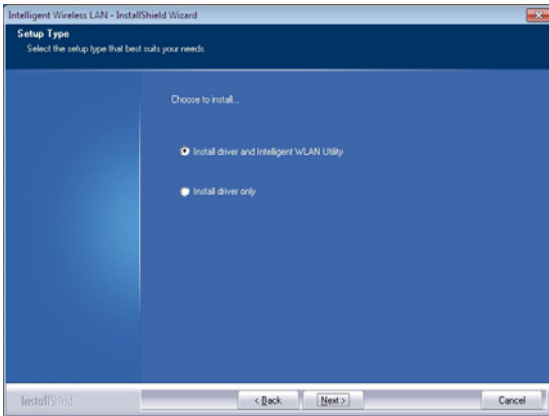 Intelligent Wireless LAN - InstallShield Wizard
Setup Type
Select the setup type that best suits your needs.
Choose to install...
Install driver and Intelligent WLAN Utility
Install driver only
InstallShield
< Back
Next >
Cancel